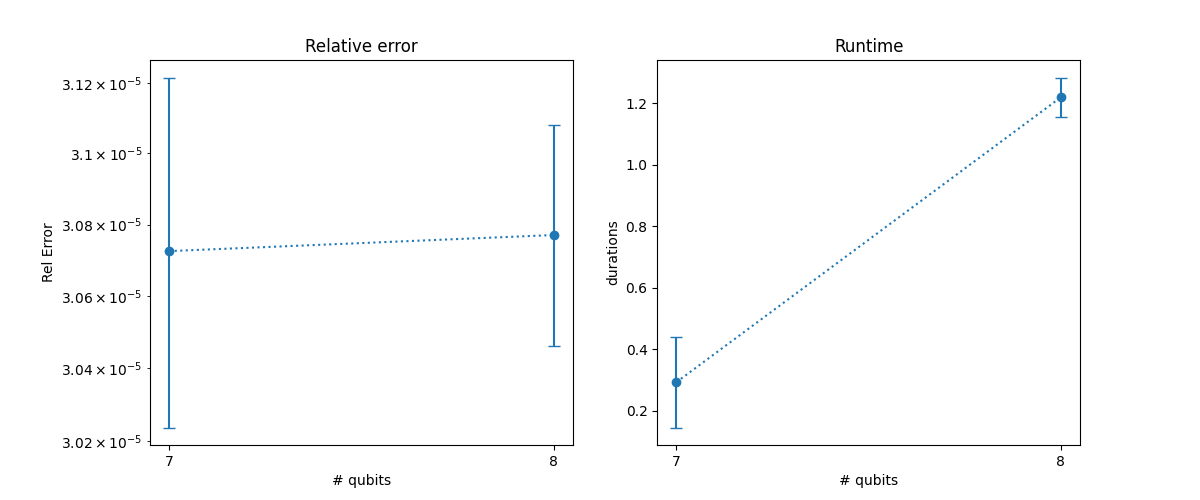 Relative error
Rel Error
3.12 × 10⁻⁵
3.1 × 10⁻⁵
3.08 × 10⁻⁵
3.06 × 10⁻⁵
3.04 × 10⁻⁵
3.02 × 10⁻⁵
7 8
# qubits
Runtime
durations
1.2
1.0
0.8
0.6
0.4
0.2
7 8
# qubits